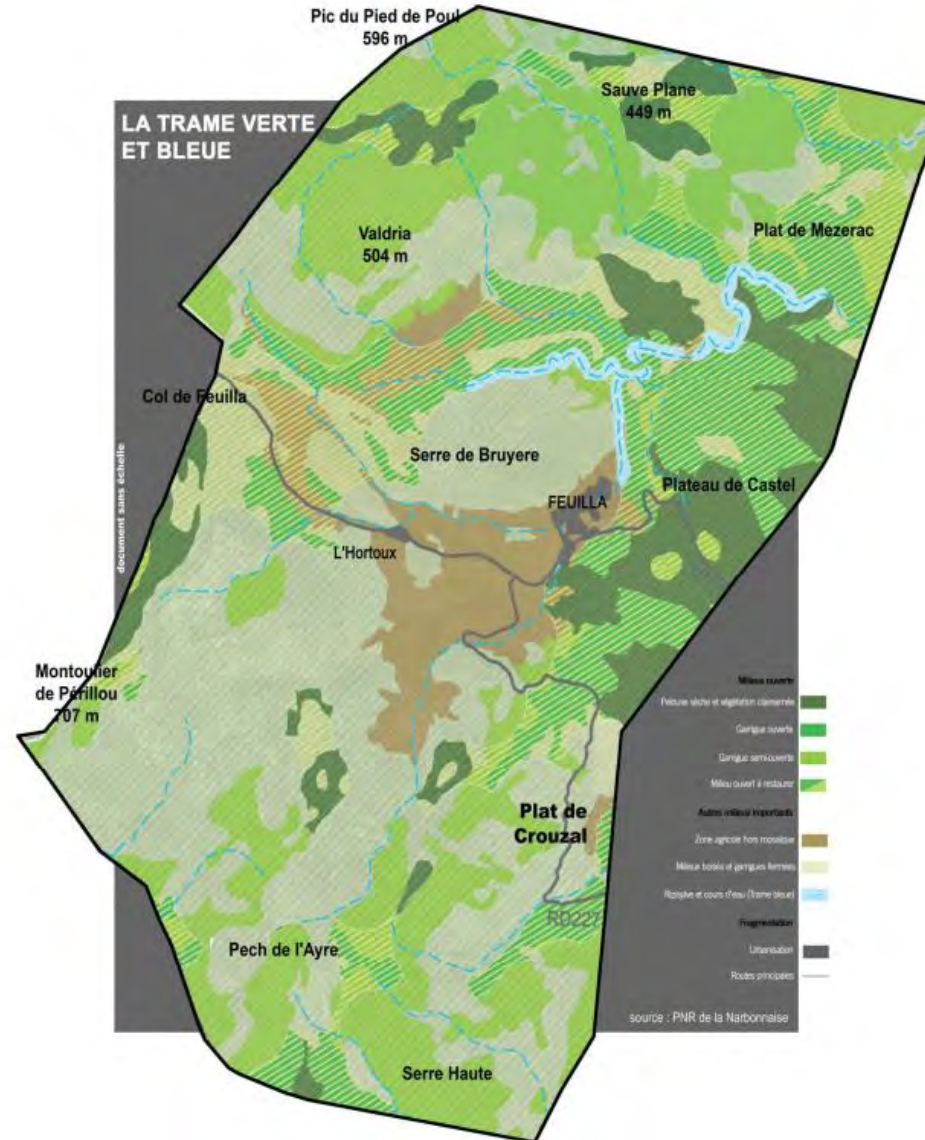 Pic du Pied de Poul
596 m
LA TRAME VERTE
ET BLEUE
Sauve Plane
449 m
Valdria
504 m
Plat de Mezerac
Col de Feuilla
document sans échelle
Serre de Bruyere
FEUILLA
Plateau de Castel
L'Hortoux
Montoulier
de Périllou
707 m
Milieux ouverts
Pelouse sèche et végétation clairsemée
Garrigue ouverte
Garrigue semi-ouverte
Milieu ouvert à restaurer
Autres milieux importants
Zone agricole hors mosaïque
Milieux boisés et garrigues fermées
Ripisylve et cours d'eau (Trame bleue)
Fragmentation
Urbanisation
Routes principales
source : PNR de la Narbonnaise
Plat de
Crouzal
RD227
Pech de l'Ayre
Serre Haute